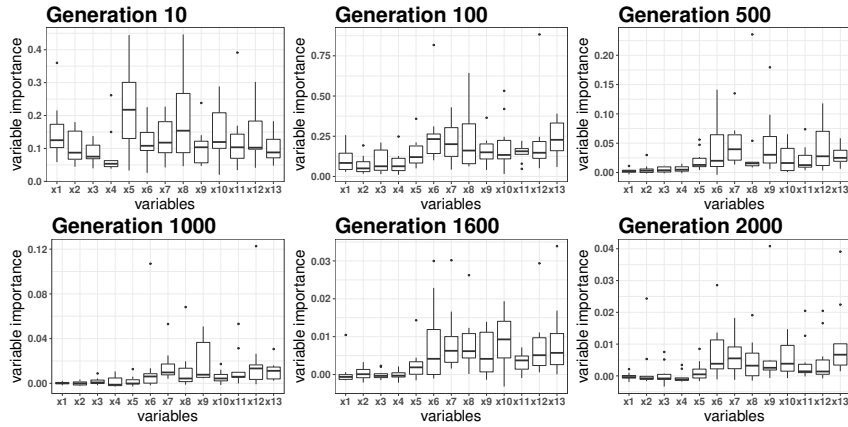 Generation 10
variable importance
0.4
0.3
0.2
0.1
0.0
x1 x2 x3 x4 x5 x6 x7 x8 x9 x10 x11 x12 x13
variables
Generation 100
variable importance
0.75
0.50
0.25
0.00
x1 x2 x3 x4 x5 x6 x7 x8 x9 x10 x11 x12 x13
variables
Generation 500
variable importance
0.20
0.15
0.10
0.05
0.00
x1 x2 x3 x4 x5 x6 x7 x8 x9 x10 x11 x12 x13
variables
Generation 1000
variable importance
0.12
0.08
0.04
0.00
x1 x2 x3 x4 x5 x6 x7 x8 x9 x10 x11 x12 x13
variables
Generation 1600
variable importance
0.03
0.02
0.01
0.00
x1 x2 x3 x4 x5 x6 x7 x8 x9 x10 x11 x12 x13
variables
Generation 2000
variable importance
0.04
0.03
0.02
0.01
0.00
x1 x2 x3 x4 x5 x6 x7 x8 x9 x10 x11 x12 x13
variables